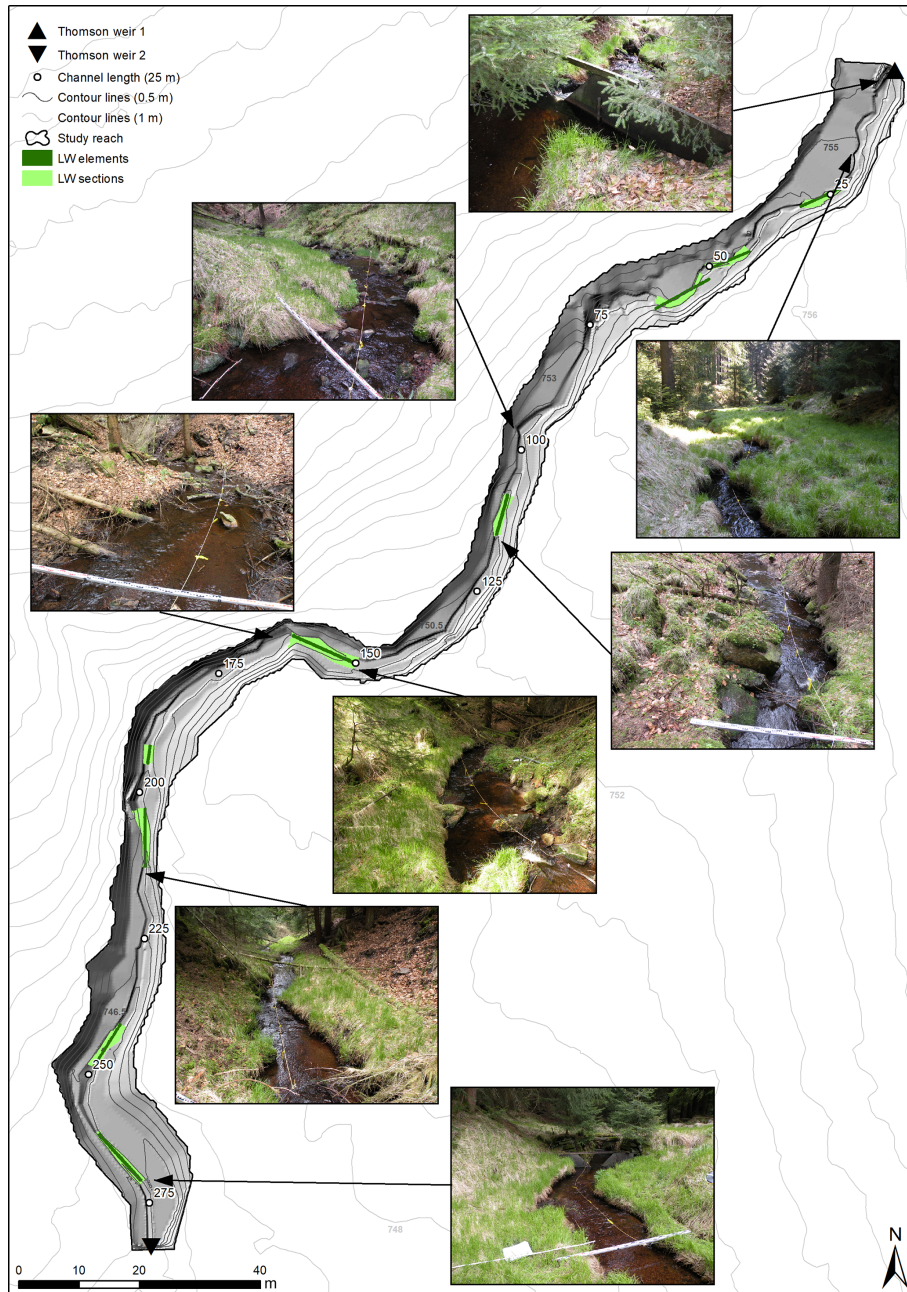 Thomson weir 1
Thomson weir 2
Channel length (25 m)
Contour lines (0,5 m)
Contour lines (1 m)
Study reach
LW elements
LW sections
755
25
50
756
75
753
100
125
750.5
150
175
752
200
225
746.5
250
275
748
N
0 10 20 40
m